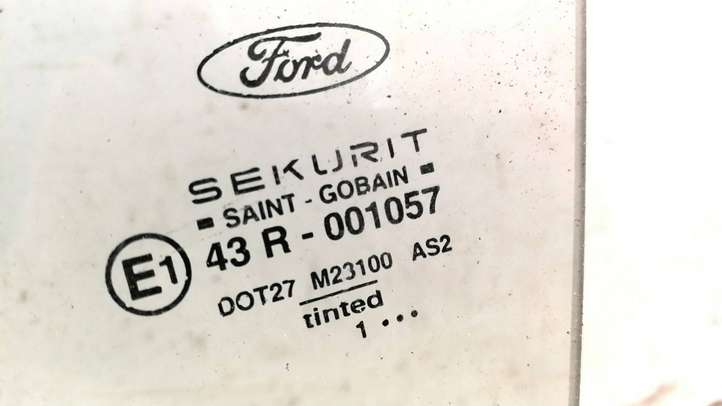 Ford
SEKURIT
SAINT - GOBAIN
E1 43 R - 001057
DOT27 M23100 AS2
tinted
1 ...